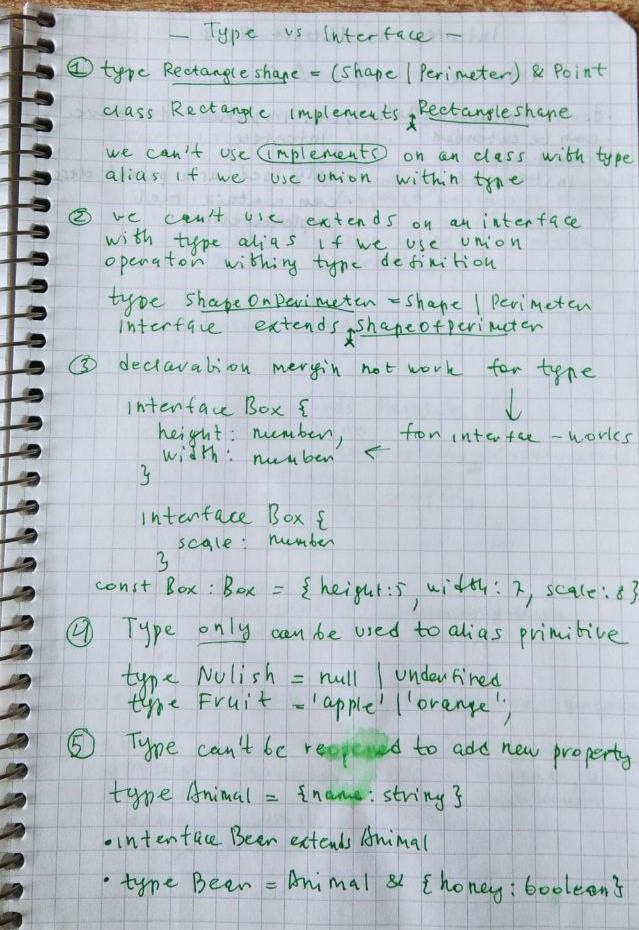 — Type vs Interface —
① type Rectangleshape = (Shape | Perimeter) & Point
class Rectangle implements Rectangleshape
x
we can't use implements on an class with type
alias if we use union within type
② we can't use extends on an interface
with type alias if we use union
operator withing type definition
type ShapeOrPerimeter = Shape | Perimeter
Interface extends ShapeOfperimeter
x
③ declaration mergin not work for type
↓
interface Box {
height: number, for interfce - works
width: number ←
}
interface Box {
scale: number
}
const Box : Box = {height:5, width: 7, scale: 8}
④ Type only can be used to alias primitive
type Nulish = null | underfined
type Fruit = 'apple' | 'orange';
⑤ Type can't be reopened to add new property
type Animal = {name: string}
• interface Bear extends Animal
• type Bear = Animal & {honey: boolean}